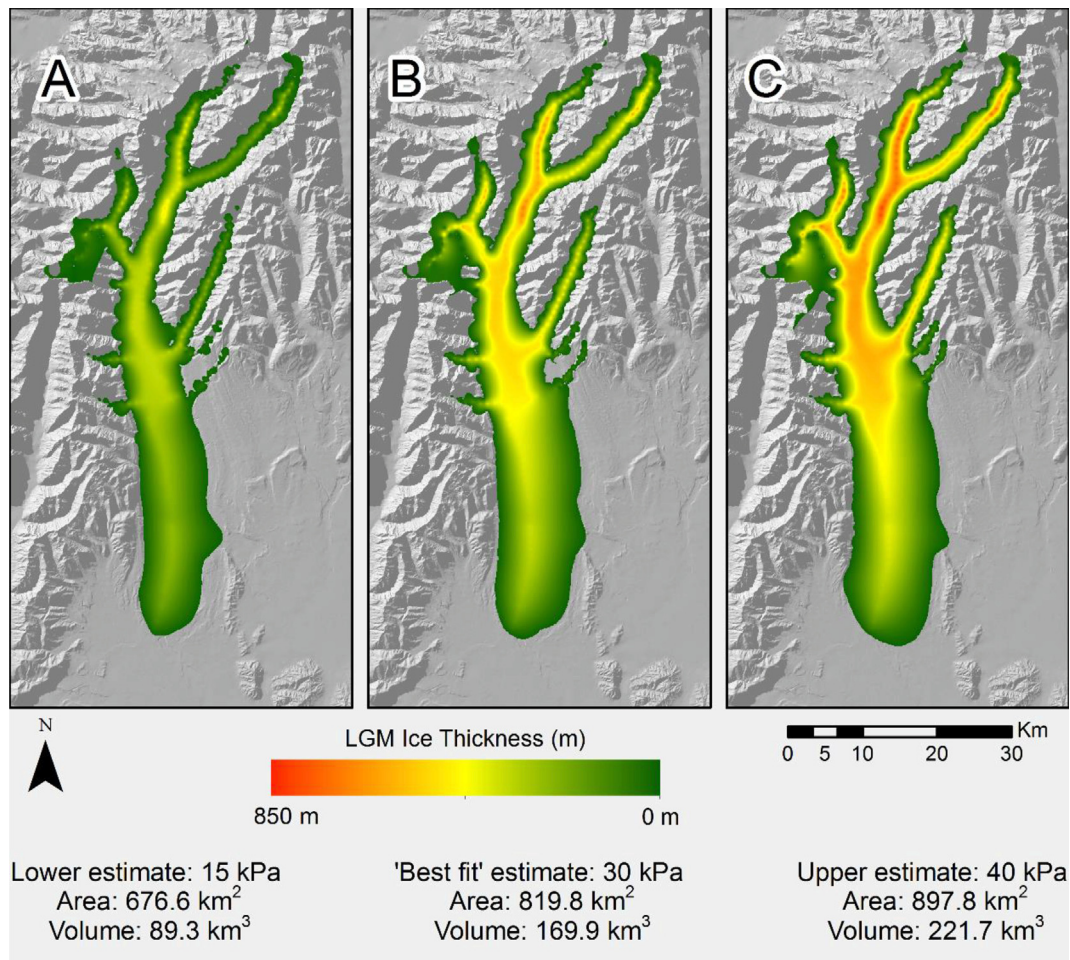 A
B
C
N
LGM Ice Thickness (m)
850 m
0 m
Km
0 5 10 20 30
Lower estimate: 15 kPa
Area: 676.6 km²
Volume: 89.3 km³
'Best fit' estimate: 30 kPa
Area: 819.8 km²
Volume: 169.9 km³
Upper estimate: 40 kPa
Area: 897.8 km²
Volume: 221.7 km³